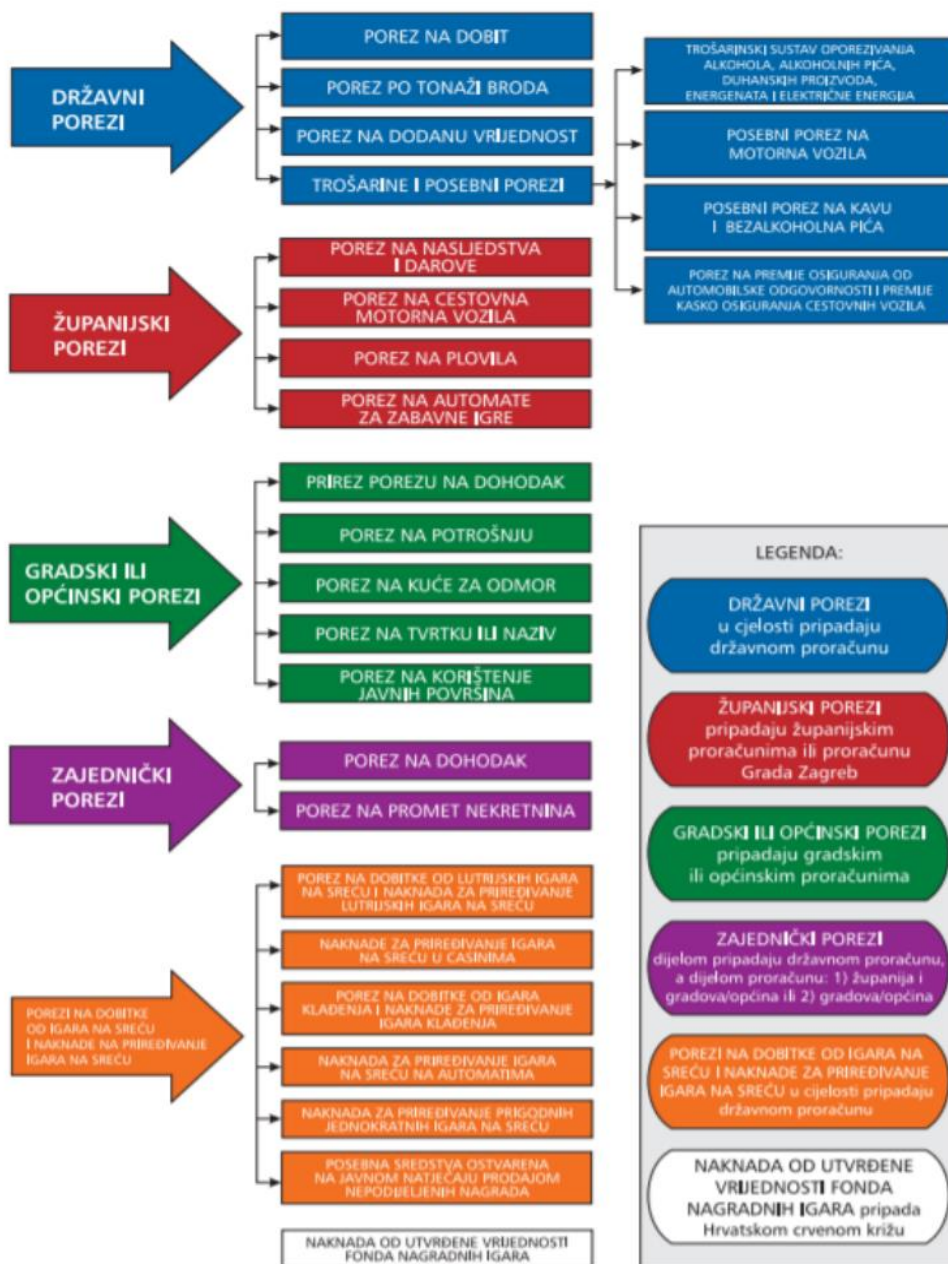 DRŽAVNI
POREZI
POREZ NA DOBIT
POREZ PO TONAŽI BRODA
POREZ NA DODANU VRIJEDNOST
TROŠARINE I POSEBNI POREZI
TROŠARINSKI SUSTAV OPOREZIVANJA
ALKOHOLA, ALKOHOLNIH PIĆA,
DUHANSKIH PROIZVODA,
ENERGENATA I ELEKTRIČNE ENERGIJA
POSEBNI POREZ NA
MOTORNA VOZILA
POSEBNI POREZ NA KAVU
I BEZALKOHOLNA PIĆA
POREZ NA PREMIJE OSIGURANJA OD
AUTOMOBILSKE ODGOVORNOSTI I PREMIJE
KASKO OSIGURANJA CESTOVNIH VOZILA
ŽUPANIJSKI
POREZI
POREZ NA NASLJEDSTVA
I DAROVE
POREZ NA CESTOVNA
MOTORNA VOZILA
POREZ NA PLOVILA
POREZ NA AUTOMATE
ZA ZABAVNE IGRE
GRADSKI ILI
OPĆINSKI POREZI
PRIREZ POREZU NA DOHODAK
POREZ NA POTROŠNJU
POREZ NA KUĆE ZA ODMOR
POREZ NA TVRTKU ILI NAZIV
POREZ NA KORIŠTENJE
JAVNIH POVRŠINA
ZAJEDNIČKI
POREZI
POREZ NA DOHODAK
POREZ NA PROMET NEKRETNINA
POREZI NA DOBITKE
OD IGARA NA SREĆU
I NAKNADE NA PRIREĐIVANJE
IGARA NA SREĆU
POREZ NA DOBITKE OD LUTRIJSKIH IGARA
NA SREĆU I NAKNADA ZA PRIREĐIVANJE
LUTRIJSKIH IGARA NA SREĆU
NAKNADE ZA PRIREĐIVANJE IGARA
NA SREĆU U CASINIMA
POREZ NA DOBITKE OD IGARA
KLAĐENJA I NAKNADE ZA PRIREĐIVANJE
IGARA KLAĐENJA
NAKNADA ZA PRIREĐIVANJE IGARA
NA SREĆU NA AUTOMATIMA
NAKNADA ZA PRIREĐIVANJE PRIGODNIH
JEDNOKRATNIH IGARA NA SREĆU
POSEBNA SREDSTVA OSTVARENA
NA JAVNOM NATJEČAJU PRODAJOM
NEPODIJELJENIH NAGRADA
NAKNADA OD UTVRĐENE VRIJEDNOSTI
FONDA NAGRADNIH IGARA
LEGENDA:
DRŽAVNI POREZI
u cjelosti pripadaju
državnom proračunu
ŽUPANIJSKI POREZI
pripadaju županijskim
proračunima ili proračunu
Grada Zagreb
GRADSKI ILI OPĆINSKI POREZI
pripadaju gradskim
ili općinskim proračunima
ZAJEDNIČKI POREZI
dijelom pripadaju državnom proračunu,
a dijelom proračunu: 1) županija i
gradova/općina ili 2) gradova/općina
POREZI NA DOBITKE OD IGARA NA
SREĆU I NAKNADE ZA PRIREĐIVANJE
IGARA NA SREĆU u cijelosti pripadaju
državnom proračunu
NAKNADA OD UTVRĐENE
VRIJEDNOSTI FONDA
NAGRADNIH IGARA pripada
Hrvatskom crvenom križu